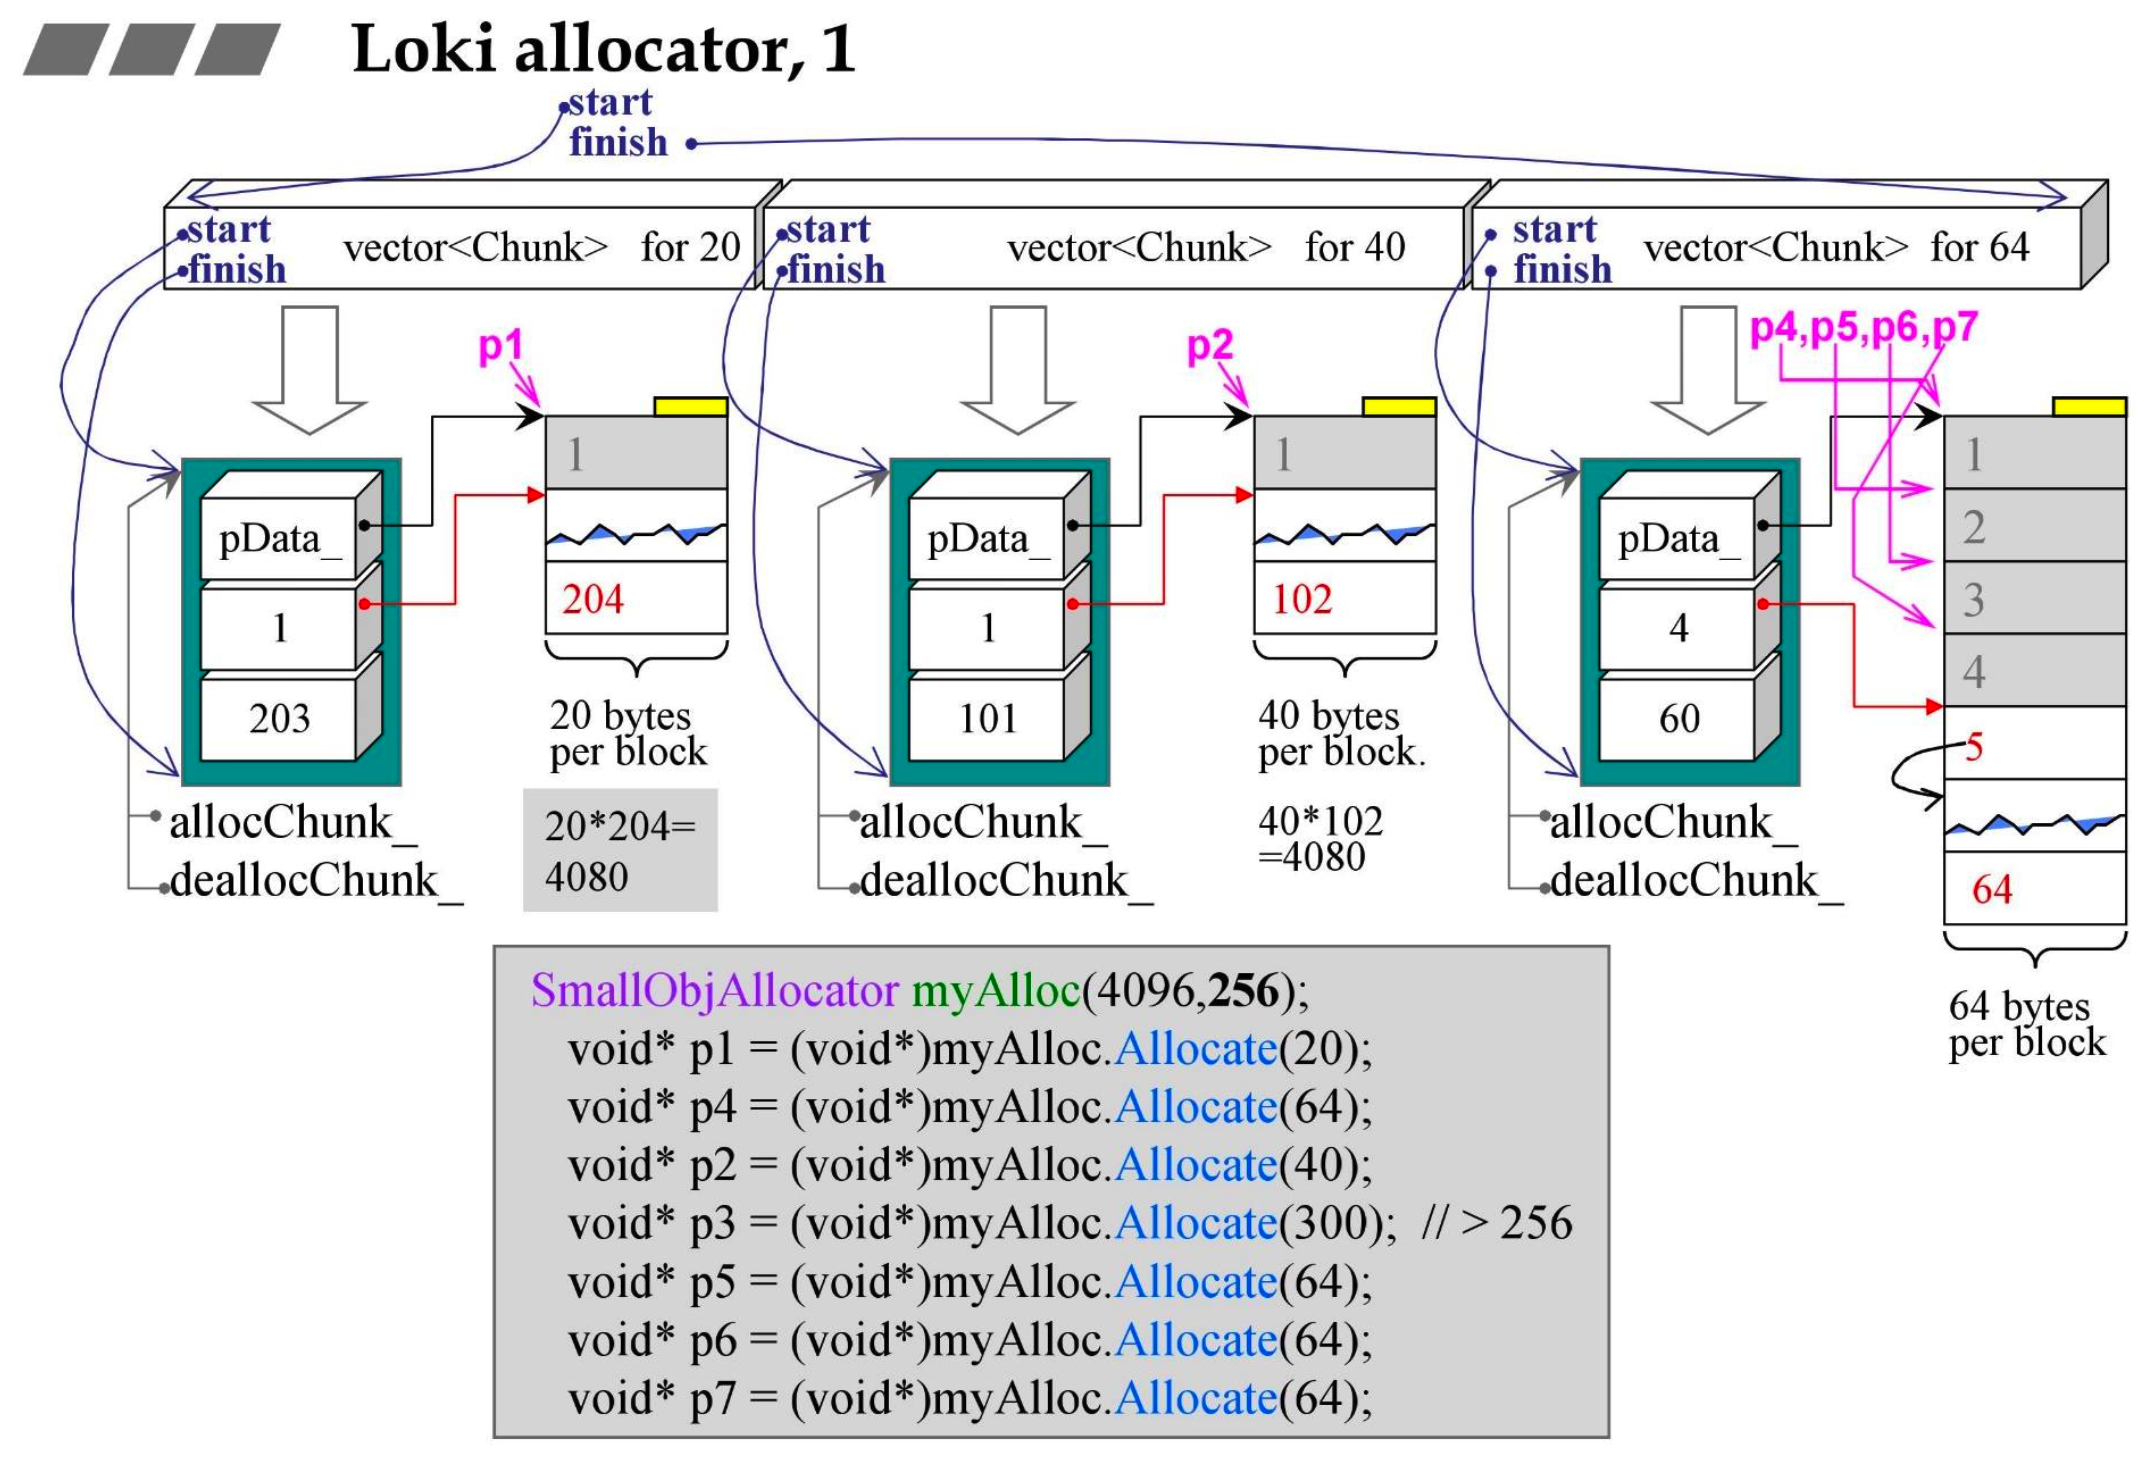 Loki allocator, 1
start
finish
start
finish
vector<Chunk> for 20
start
finish
vector<Chunk> for 40
start
finish
vector<Chunk> for 64
p1
p2
p4,p5,p6,p7
pData_
1
203
1
204
20 bytes
per block
20*204=
4080
allocChunk_
deallocChunk_
pData_
1
101
1
102
40 bytes
per block.
40*102
=4080
allocChunk_
deallocChunk_
pData_
4
60
1
2
3
4
5
64
64 bytes
per block
allocChunk_
deallocChunk_
SmallObjAllocator myAlloc(4096,256);
void* p1 = (void*)myAlloc.Allocate(20);
void* p4 = (void*)myAlloc.Allocate(64);
void* p2 = (void*)myAlloc.Allocate(40);
void* p3 = (void*)myAlloc.Allocate(300); // > 256
void* p5 = (void*)myAlloc.Allocate(64);
void* p6 = (void*)myAlloc.Allocate(64);
void* p7 = (void*)myAlloc.Allocate(64);